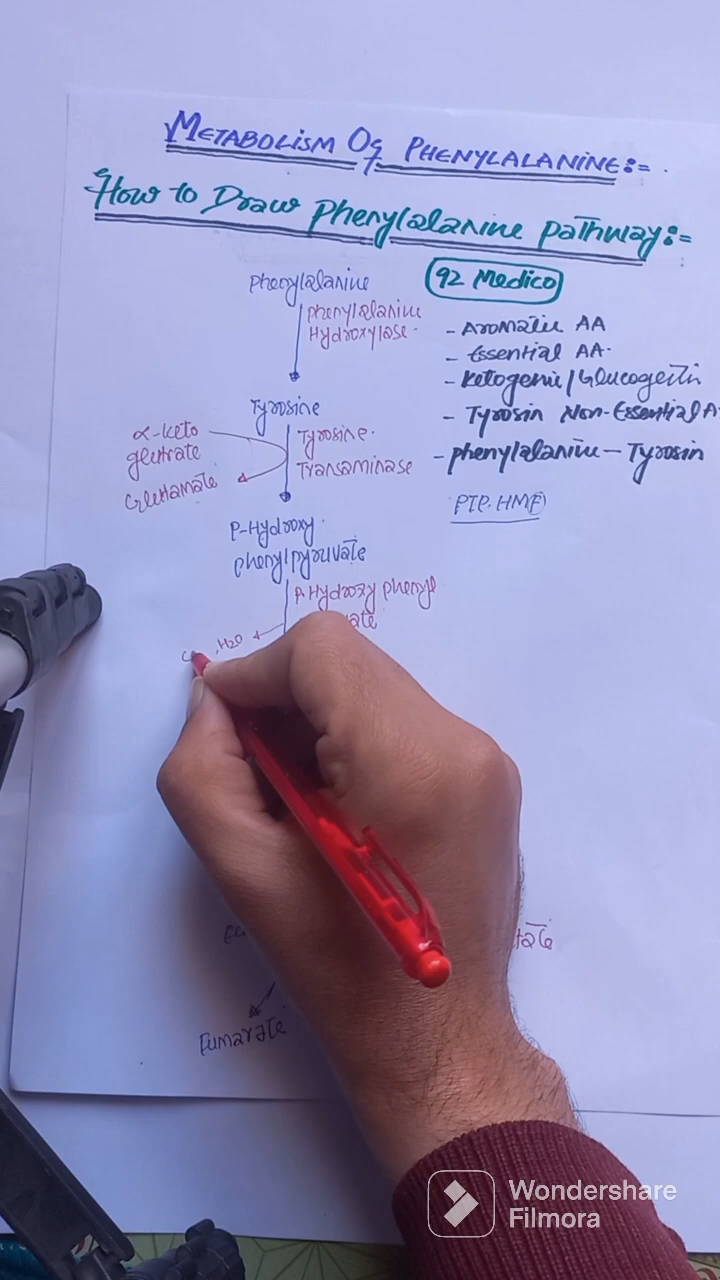 METABOLISM Of PHENYLALANINE:=.
How to Draw Phenylalanine pathway:=
92 Medico
phenylalanine
phenylalanine
Hydroxylase.
- Aromatic AA
- Essential AA.
- Ketogenic/Glucogenic
- Tyrosin Non-Essential A
- phenylalanine - Tyrosin
PTP.HMF
Tyrosine
α-keto
glutrate
Glutamate
Tyrosine.
Transaminase
P-Hydroxy.
phenylpyruvate
P Hydroxy phenyl
vate
,H2O
tate
Fumarate
Wondershare
Filmora